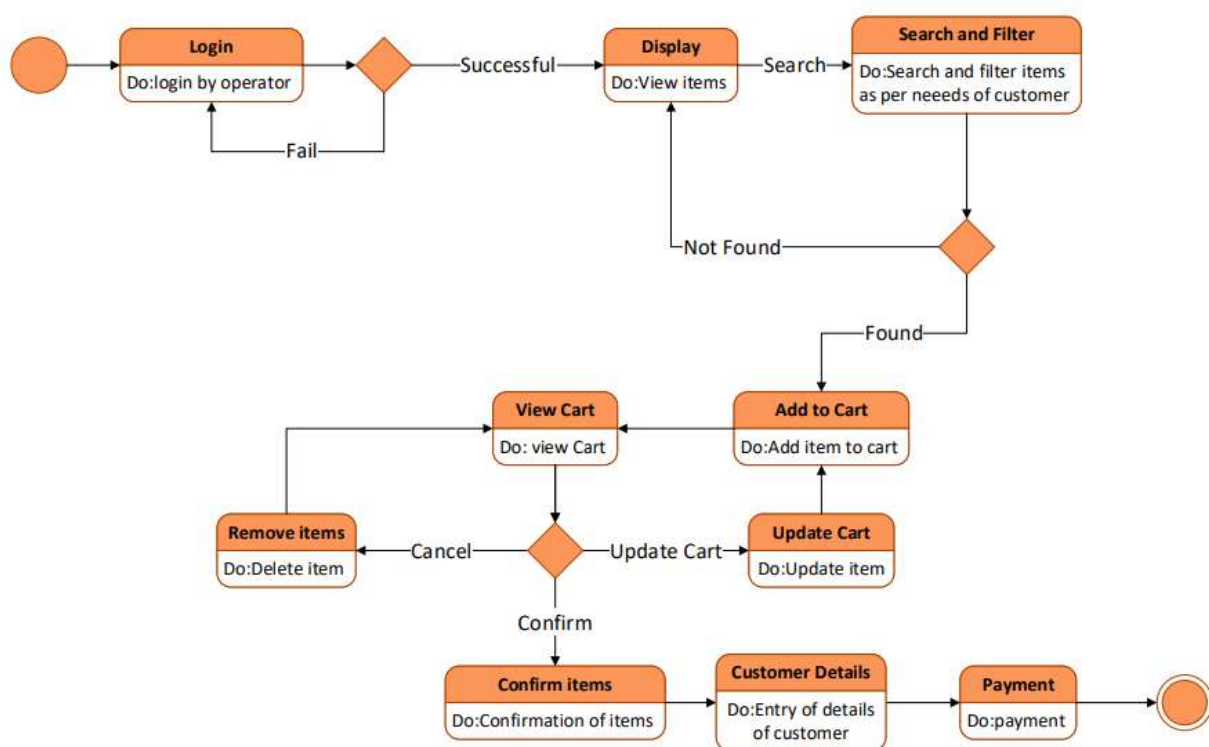 Login
Do:login by operator
Successful
Fail
Display
Do:View items
Search
Search and Filter
Do:Search and filter items
as per neeeds of customer
Not Found
Found
View Cart
Do: view Cart
Add to Cart
Do:Add item to cart
Remove items
Do:Delete item
Cancel
Update Cart
Update Cart
Do:Update item
Confirm
Confirm items
Do:Confirmation of items
Customer Details
Do:Entry of details
of customer
Payment
Do:payment